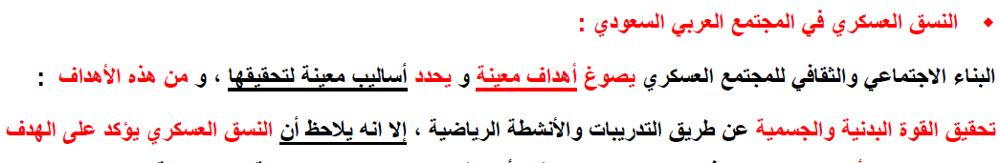 ♦ النسق العسكري في المجتمع العربي السعودي :
البناء الاجتماعي والثقافي للمجتمع العسكري يصوغ أهداف معينة و يحدد أساليب معينة لتحقيقها ، و من هذه الأهداف :
تحقيق القوة البدنية والجسمية عن طريق التدريبات والأنشطة الرياضية ، إلا انه يلاحظ أن النسق العسكري يؤكد على الهدف